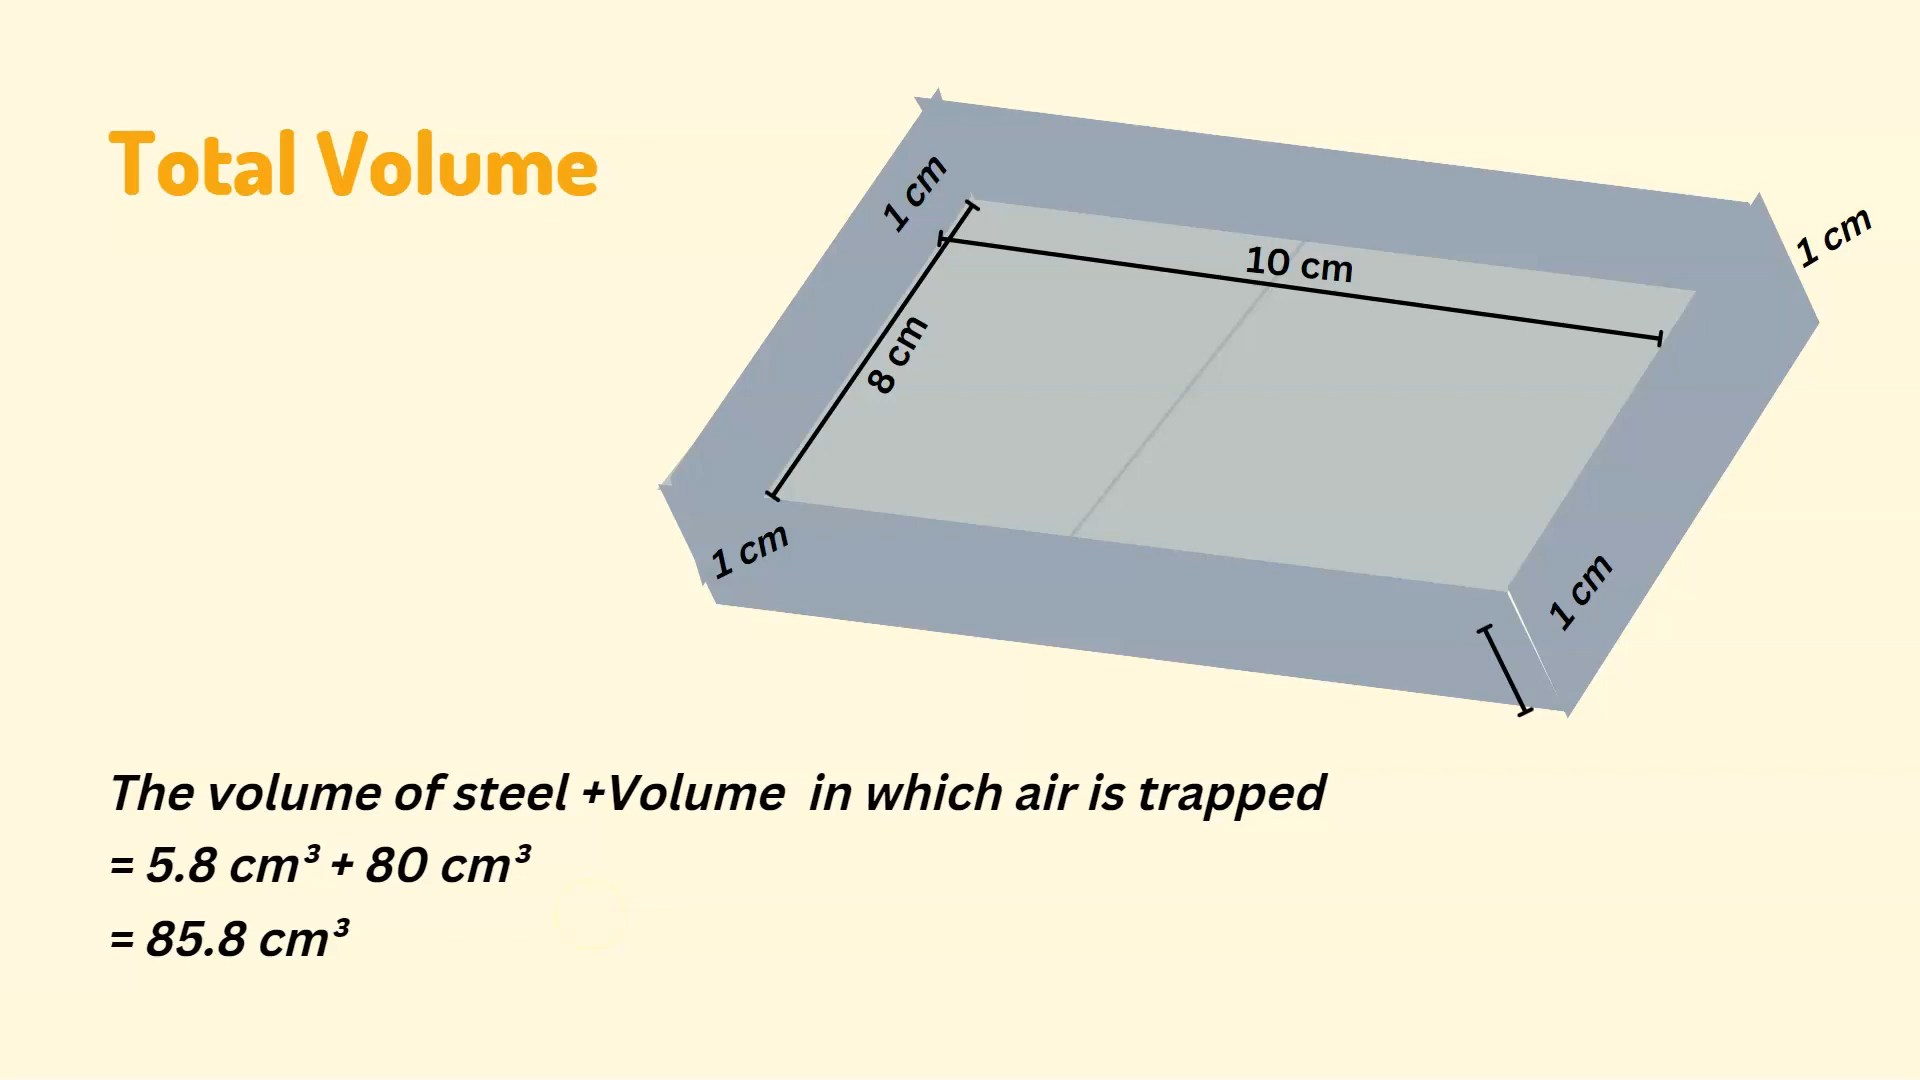 Total Volume
1 cm
1 cm
10 cm
8 cm
1 cm
1 cm
The volume of steel +Volume in which air is trapped
= 5.8 cm³ + 80 cm³
= 85.8 cm³